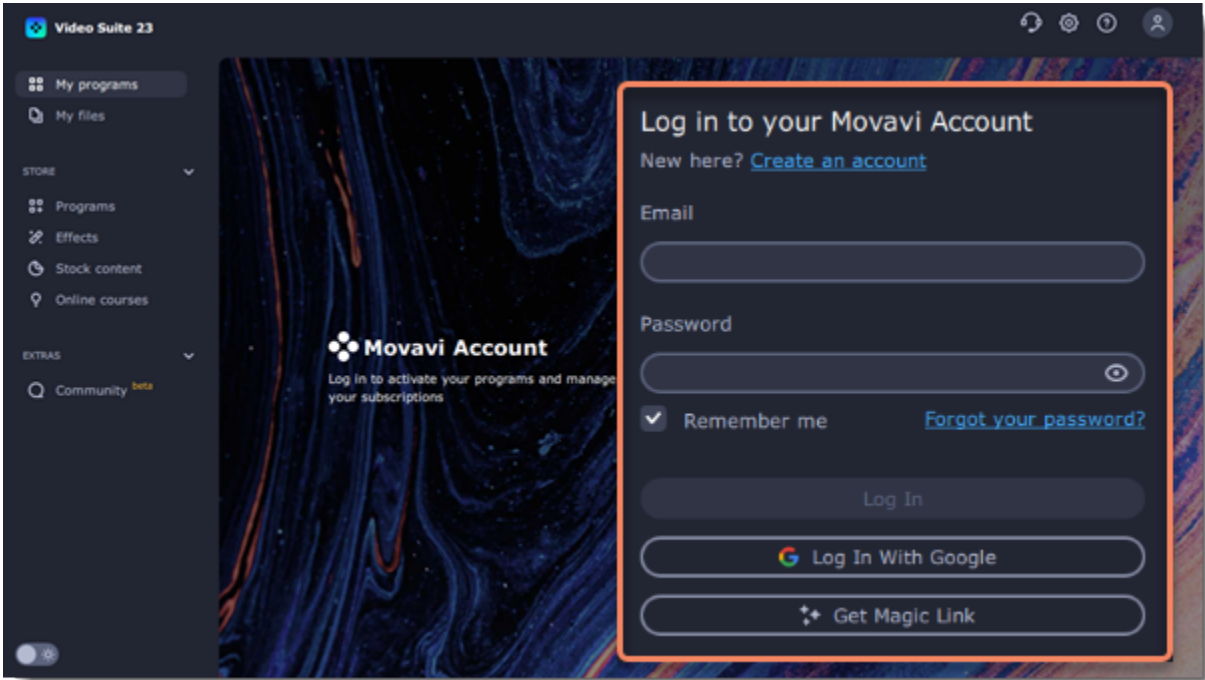 Video Suite 23
My programs
My files
STORE
Programs
Effects
Stock content
Online courses
EXTRAS
Community beta
Movavi Account
Log in to activate your programs and manage
your subscriptions
Log in to your Movavi Account
New here? Create an account
Email
Password
Remember me Forgot your password?
Log In
Log In With Google
Get Magic Link